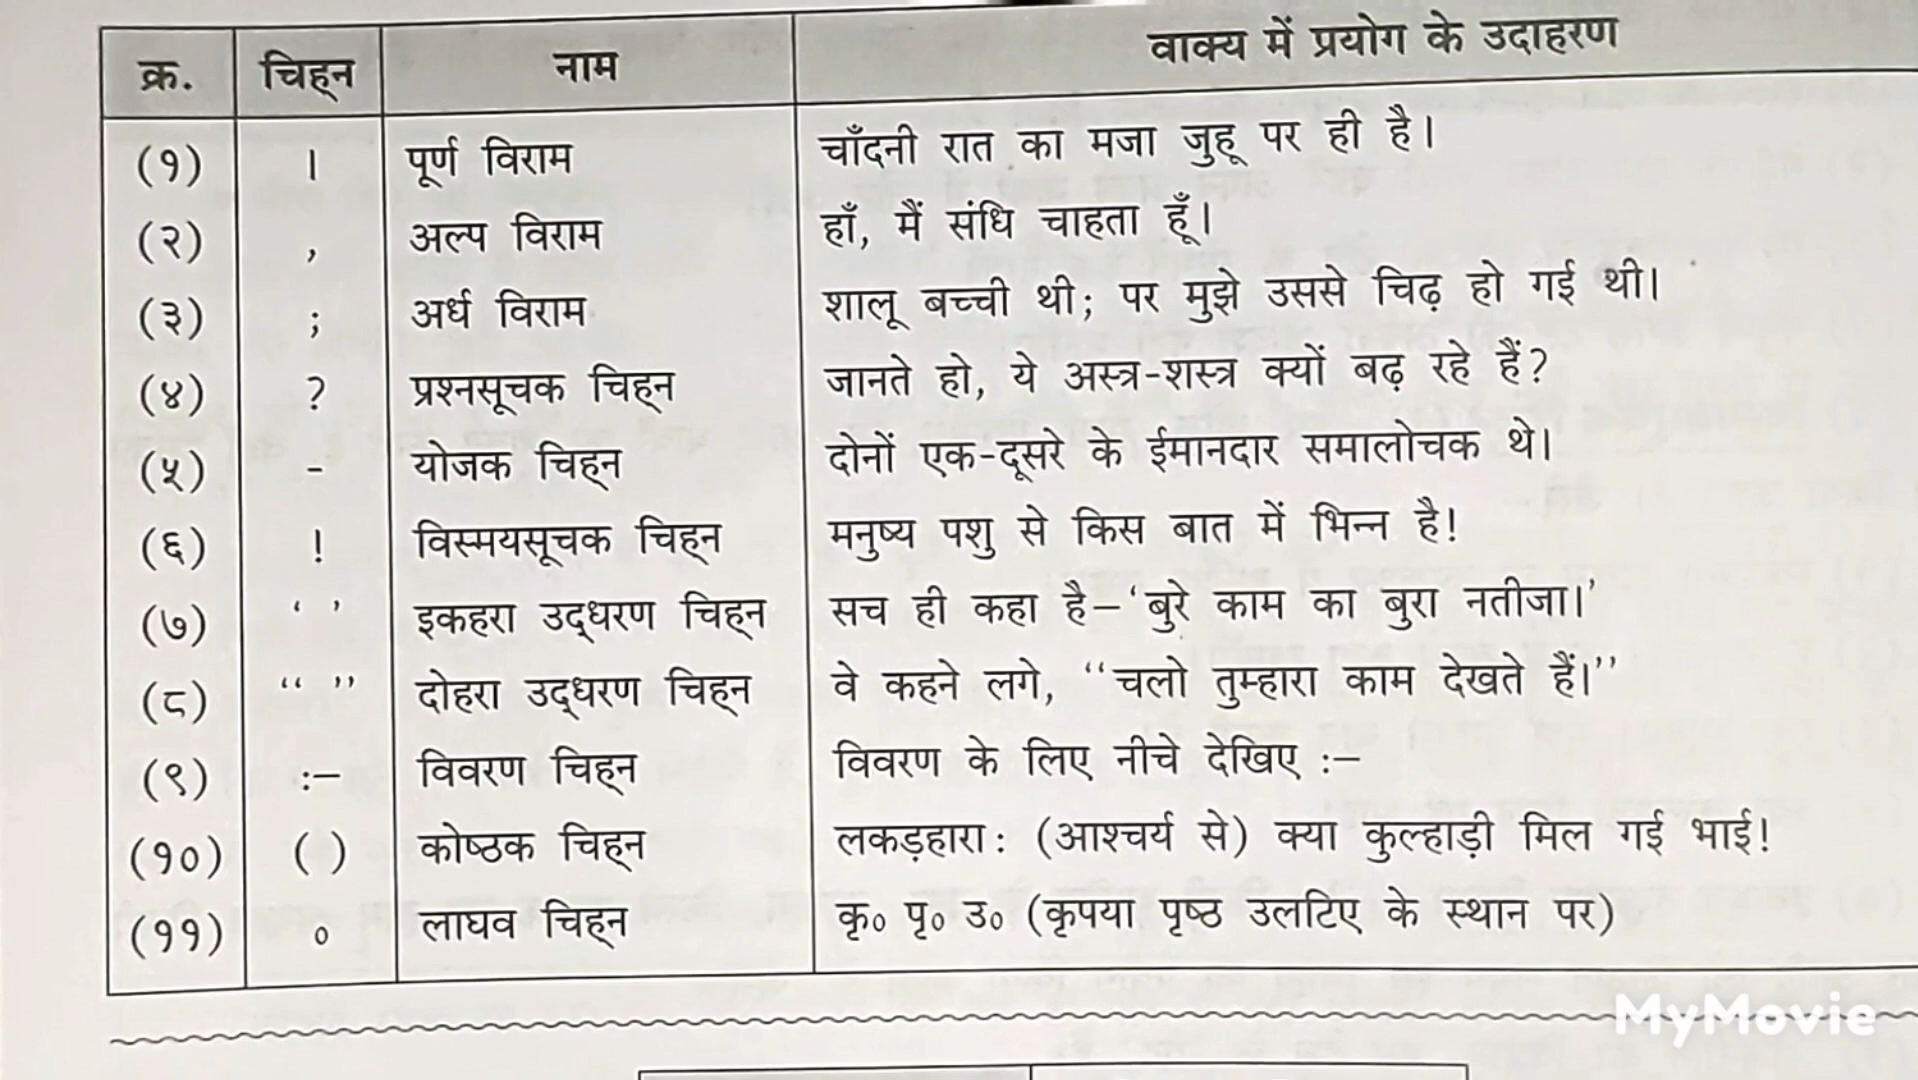 क्र. चिह्न नाम वाक्य में प्रयोग के उदाहरण
(१) । पूर्ण विराम चाँदनी रात का मजा जुहू पर ही है।
(२) , अल्प विराम हाँ, मैं संधि चाहता हूँ।
(३) ; अर्ध विराम शालू बच्ची थी; पर मुझे उससे चिढ़ हो गई थी।
(४) ? प्रश्नसूचक चिह्न जानते हो, ये अस्त्र-शस्त्र क्यों बढ़ रहे हैं?
(५) - योजक चिह्न दोनों एक-दूसरे के ईमानदार समालोचक थे।
(६) ! विस्मयसूचक चिह्न मनुष्य पशु से किस बात में भिन्न है!
(७) ‘ ’ इकहरा उद्धरण चिह्न सच ही कहा है–‘बुरे काम का बुरा नतीजा।’
(८) “ ” दोहरा उद्धरण चिह्न वे कहने लगे, “चलो तुम्हारा काम देखते हैं।”
(९) :– विवरण चिह्न विवरण के लिए नीचे देखिए :–
(१०) ( ) कोष्ठक चिह्न लकड़हारा: (आश्चर्य से) क्या कुल्हाड़ी मिल गई भाई!
(११) ० लाघव चिह्न कृ० पृ० उ० (कृपया पृष्ठ उलटिए के स्थान पर)
MyMovie